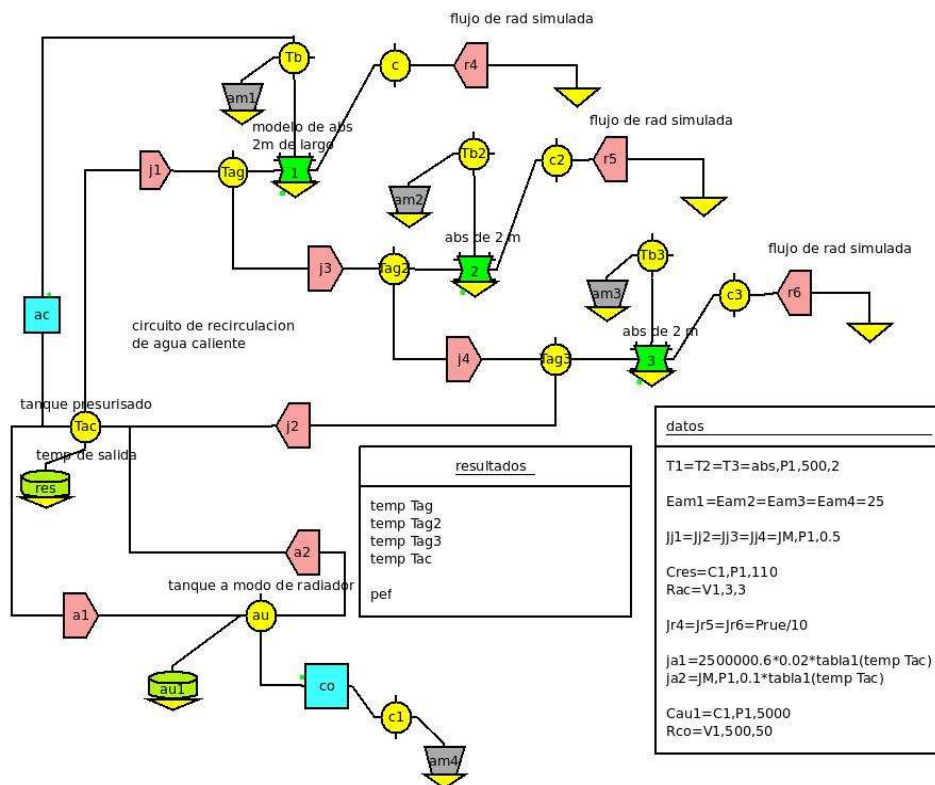 flujo de rad simulada
Tb
c
r4
am1
modelo de abs
2m de largo
flujo de rad simulada
j1
Tag
1
Tb2
c2
r5
am2
abs de 2 m
flujo de rad simulada
j3
Tag2
2
Tb3
c3
r6
am3
abs de 2 m
ac
circuito de recirculacion
de agua caliente
j4
Tag3
3
tanque presurisado
Tac
j2
temp de salida
res
resultados
temp Tag
temp Tag2
temp Tag3
temp Tac
pef
datos
T1=T2=T3=abs,P1,500,2
Eam1=Eam2=Eam3=Eam4=25
Jj1=Jj2=Jj3=Jj4=JM,P1,0.5
Cres=C1,P1,110
Rac=V1,3,3
Jr4=Jr5=Jr6=Prue/10
ja1=2500000.6*0.02*tabla1(temp Tac)
ja2=JM,P1,0.1*tabla1(temp Tac)
Cau1=C1,P1,5000
Rco=V1,500,50
a2
tanque a modo de radiador
a1
au
au1
co
c1
am4